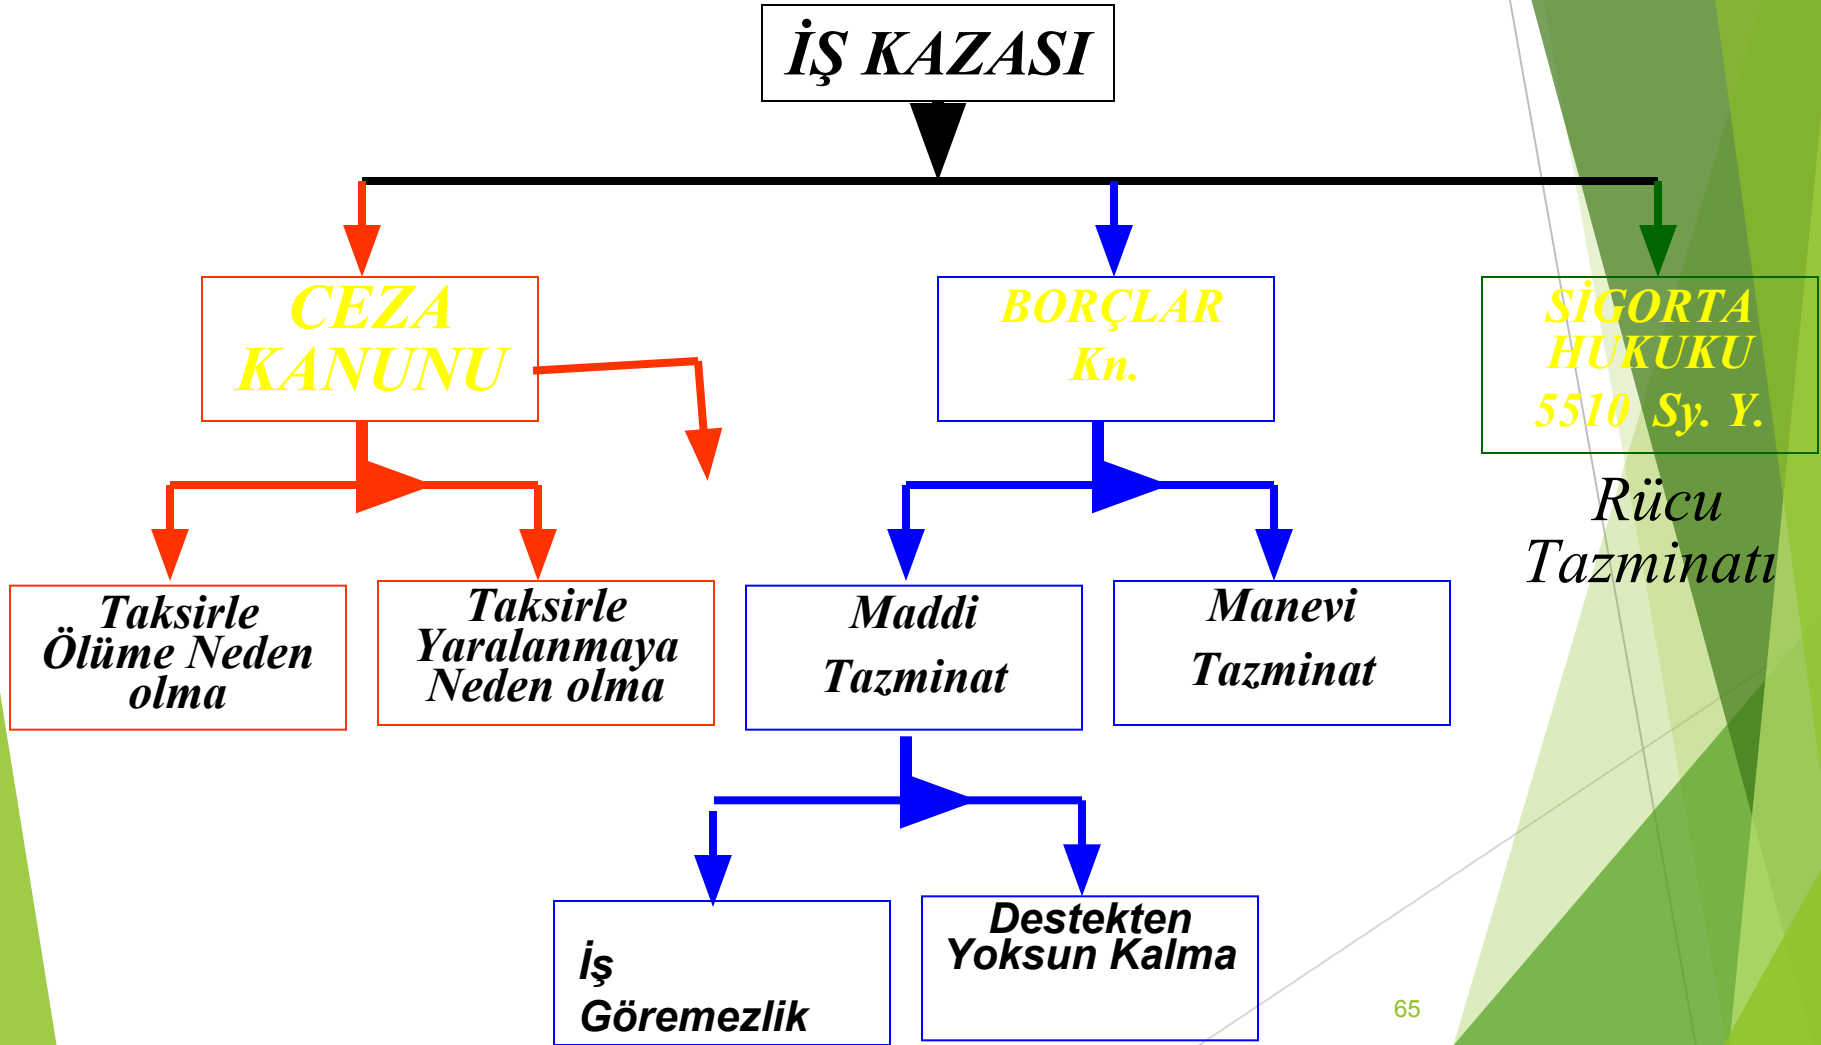 İŞ KAZASI
CEZA
KANUNU
BORÇLAR
Kn.
SİGORTA
HUKUKU
5510 Sy. Y.
Rücu
Tazminatı
Taksirle
Ölüme Neden
olma
Taksirle
Yaralanmaya
Neden olma
Maddi
Tazminat
Manevi
Tazminat
İş
Göremezlik
Destekten
Yoksun Kalma
65